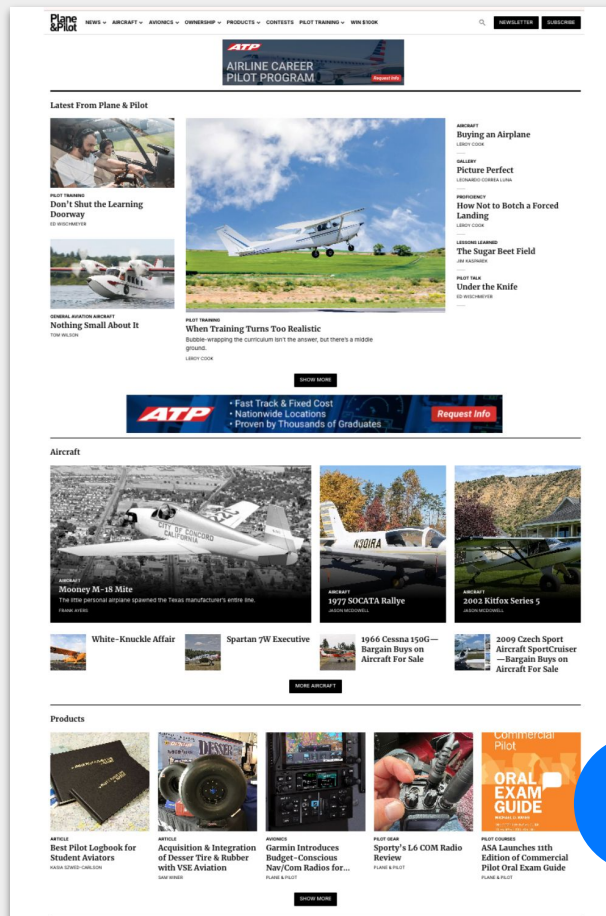 Plane
&Pilot
NEWS
AIRCRAFT
AVIONICS
OWNERSHIP
PRODUCTS
CONTESTS
PILOT TRAINING
WIN $100K
NEWSLETTER
SUBSCRIBE
ATP
AIRLINE CAREER
PILOT PROGRAM
Request Info
Latest From Plane & Pilot
PILOT TRAINING
Don't Shut the Learning
Doorway
ED WISCHMEYER
GENERAL AVIATION AIRCRAFT
Nothing Small About It
TOM WILSON
PILOT TRAINING
When Training Turns Too Realistic
Bubble-wrapping the curriculum isn't the answer, but there's a middle
ground.
LEROY COOK
AIRCRAFT
Buying an Airplane
LEROY COOK
GALLERY
Picture Perfect
LEONARDO CORREA LUNA
PROFICIENCY
How Not to Botch a Forced
Landing
LEROY COOK
LESSONS LEARNED
The Sugar Beet Field
JIM KASPAREK
PILOT TALK
Under the Knife
ED WISCHMEYER
SHOW MORE
ATP
• Fast Track & Fixed Cost
• Nationwide Locations
• Proven by Thousands of Graduates
Request Info
Aircraft
CITY OF CONCORD
CALIFORNIA
AIRCRAFT
Mooney M-18 Mite
The little personal airplane spawned the Texas manufacturer's entire line.
FRANK AYERS
N301RA
AIRCRAFT
1977 SOCATA Rallye
JASON MCDOWELL
AIRCRAFT
2002 Kitfox Series 5
JASON MCDOWELL
White-Knuckle Affair
Spartan 7W Executive
1966 Cessna 150G—
Bargain Buys on
Aircraft For Sale
2009 Czech Sport
Aircraft SportCruiser
—Bargain Buys on
Aircraft For Sale
MORE AIRCRAFT
Products
ARTICLE
Best Pilot Logbook for
Student Aviators
KASIA SZWED-CARLSON
DESSER
ARTICLE
Acquisition & Integration
of Desser Tire & Rubber
with VSE Aviation
SAM WINER
AVIONICS
Garmin Introduces
Budget-Conscious
Nav/Com Radios for...
PLANE & PILOT
PILOT GEAR
Sporty's L6 COM Radio
Review
PLANE & PILOT
Commercial
Pilot
ORAL
EXAM
GUIDE
PILOT COURSES
ASA Launches 11th
Edition of Commercial
Pilot Oral Exam Guide
PLANE & PILOT
SHOW MORE